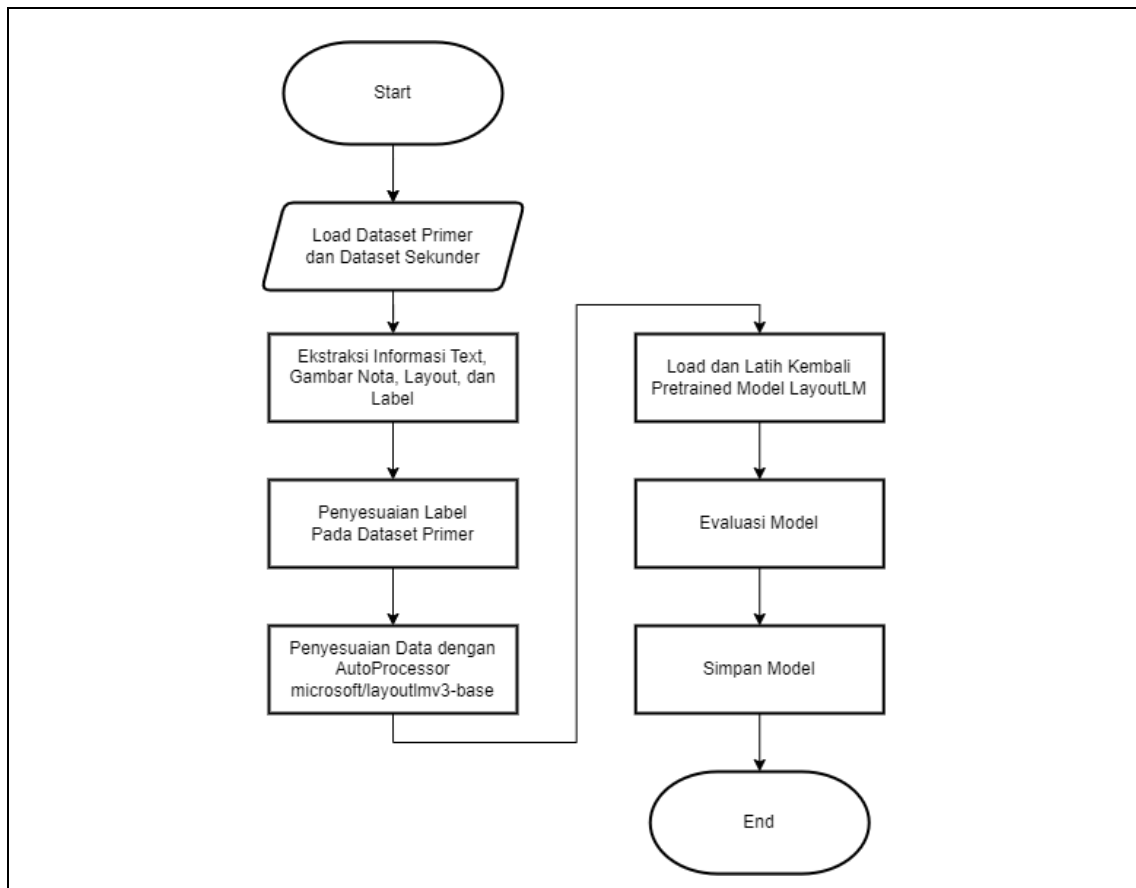 Start
Load Dataset Primer
dan Dataset Sekunder
Ekstraksi Informasi Text,
Gambar Nota, Layout, dan
Label
Penyesuaian Label
Pada Dataset Primer
Penyesuaian Data dengan
AutoProcessor
microsoft/layoutlmv3-base
Load dan Latih Kembali
Pretrained Model LayoutLM
Evaluasi Model
Simpan Model
End